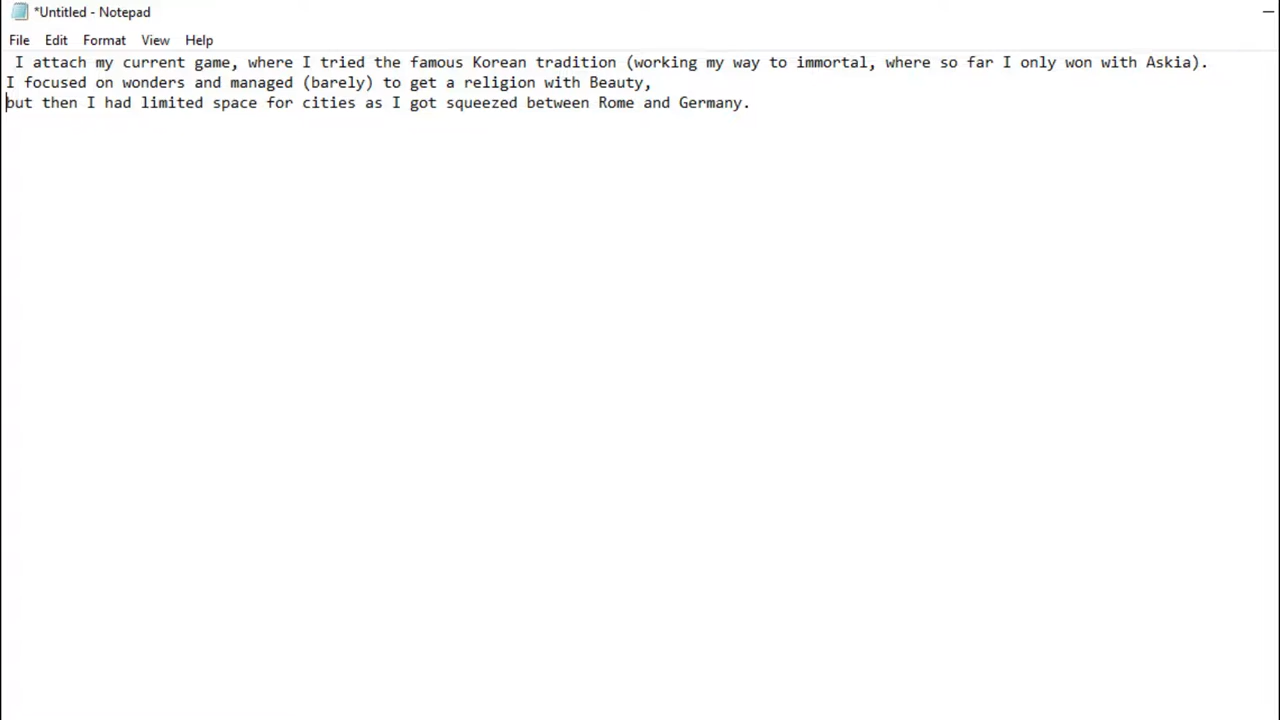 *Untitled - Notepad
File Edit Format View Help
I attach my current game, where I tried the famous Korean tradition (working my way to immortal, where so far I only won with Askia).
I focused on wonders and managed (barely) to get a religion with Beauty,
but then I had limited space for cities as I got squeezed between Rome and Germany.